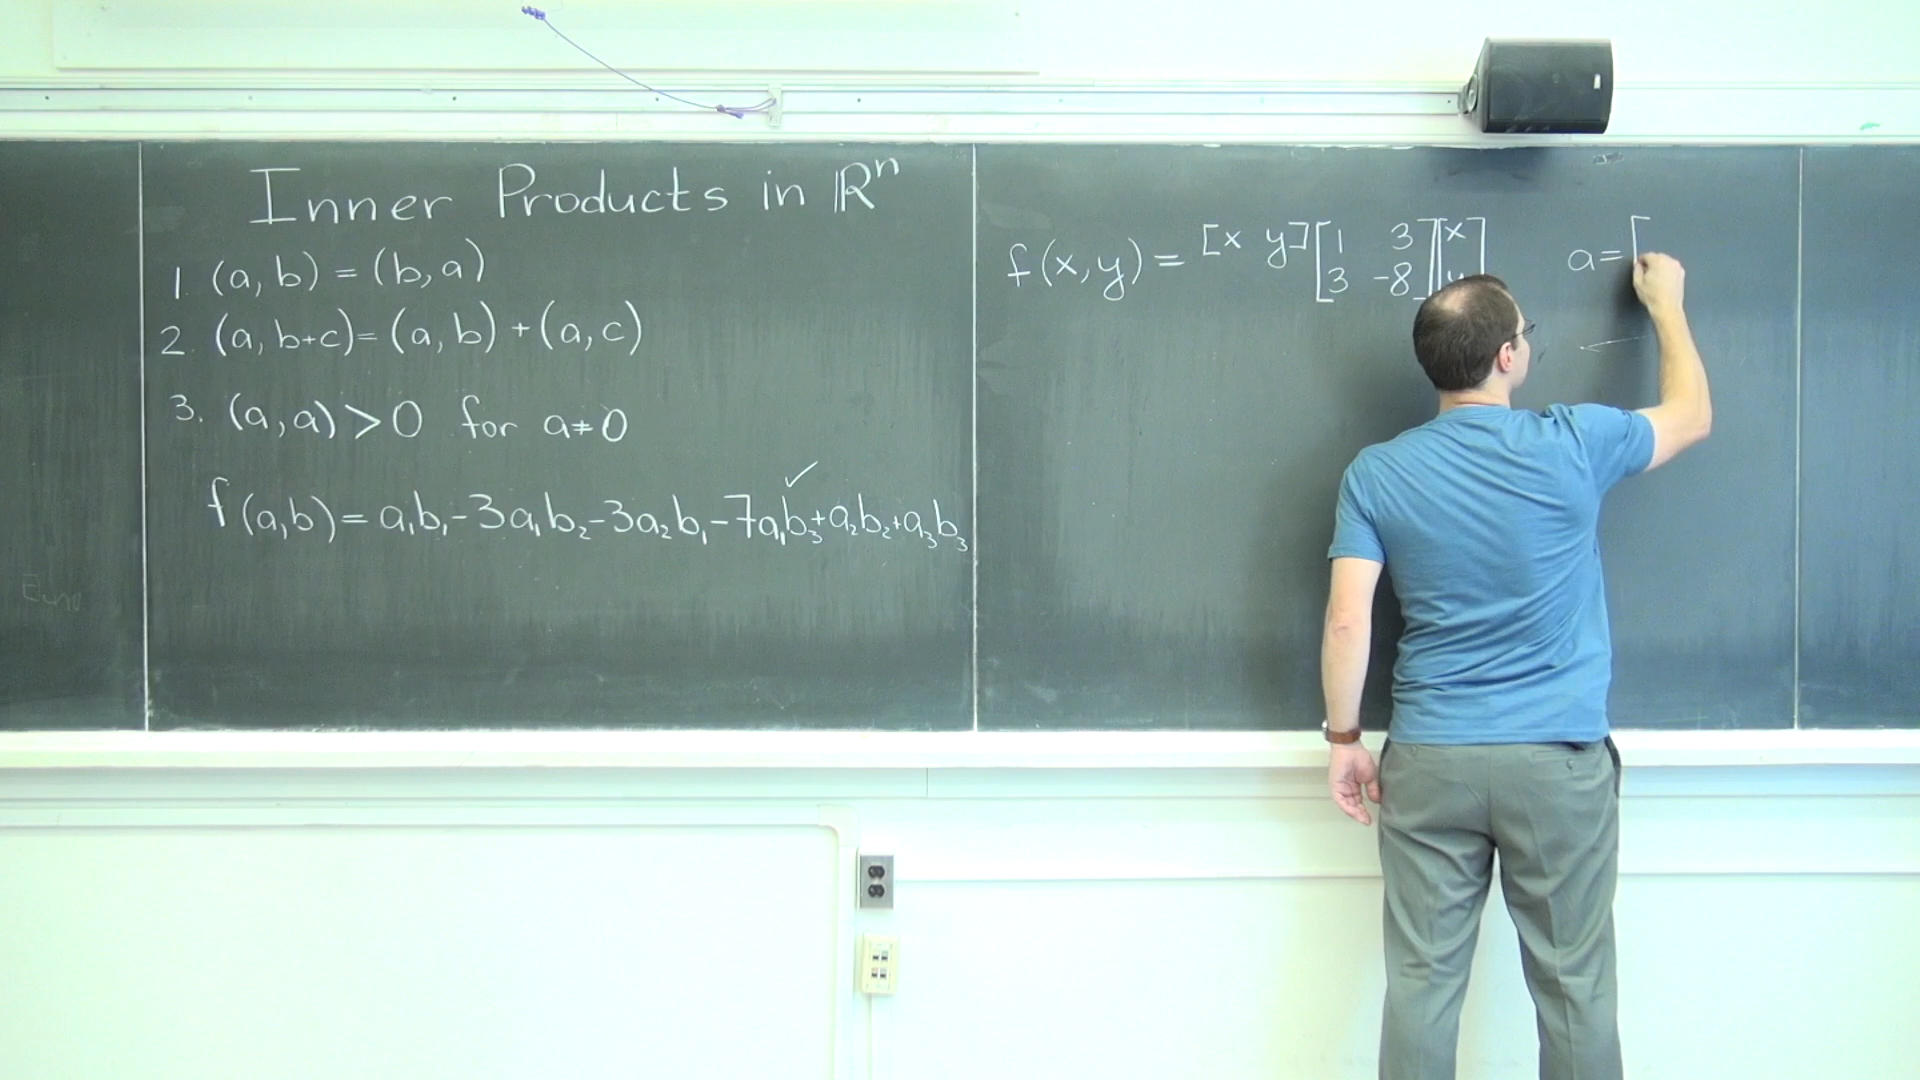 Inner Products in ℝⁿ
1. (a, b) = (b, a)
2. (a, b+c) = (a, b) + (a, c)
3. (a, a) > 0 for a ≠ 0
✓
f(a,b) = a₁b₁ - 3a₁b₂ - 3a₂b₁ - 7a₁b₃ + a₂b₂ + a₃b₃
f(x,y) = [x y] [1 3; 3 -8] [x; y]
a = [